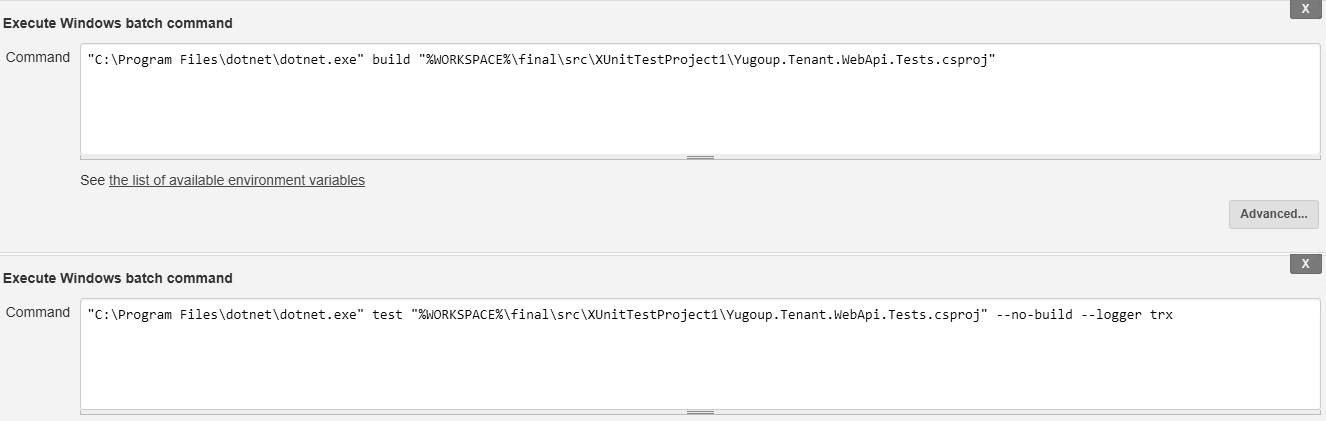 X
Execute Windows batch command
Command
"C:\Program Files\dotnet\dotnet.exe" build "%WORKSPACE%\final\src\XUnitTestProject1\Yugoup.Tenant.WebApi.Tests.csproj"
See the list of available environment variables
Advanced...
X
Execute Windows batch command
Command
"C:\Program Files\dotnet\dotnet.exe" test "%WORKSPACE%\final\src\XUnitTestProject1\Yugoup.Tenant.WebApi.Tests.csproj" --no-build --logger trx